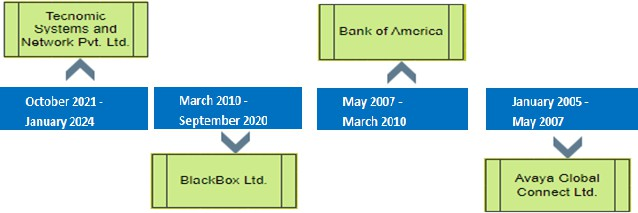 Tecnomic
Systems and
Network Pvt. Ltd.
October 2021 -
January 2024
March 2010 -
September 2020
BlackBox Ltd.
Bank of America
May 2007 -
March 2010
January 2005 -
May 2007
Avaya Global
Connect Ltd.